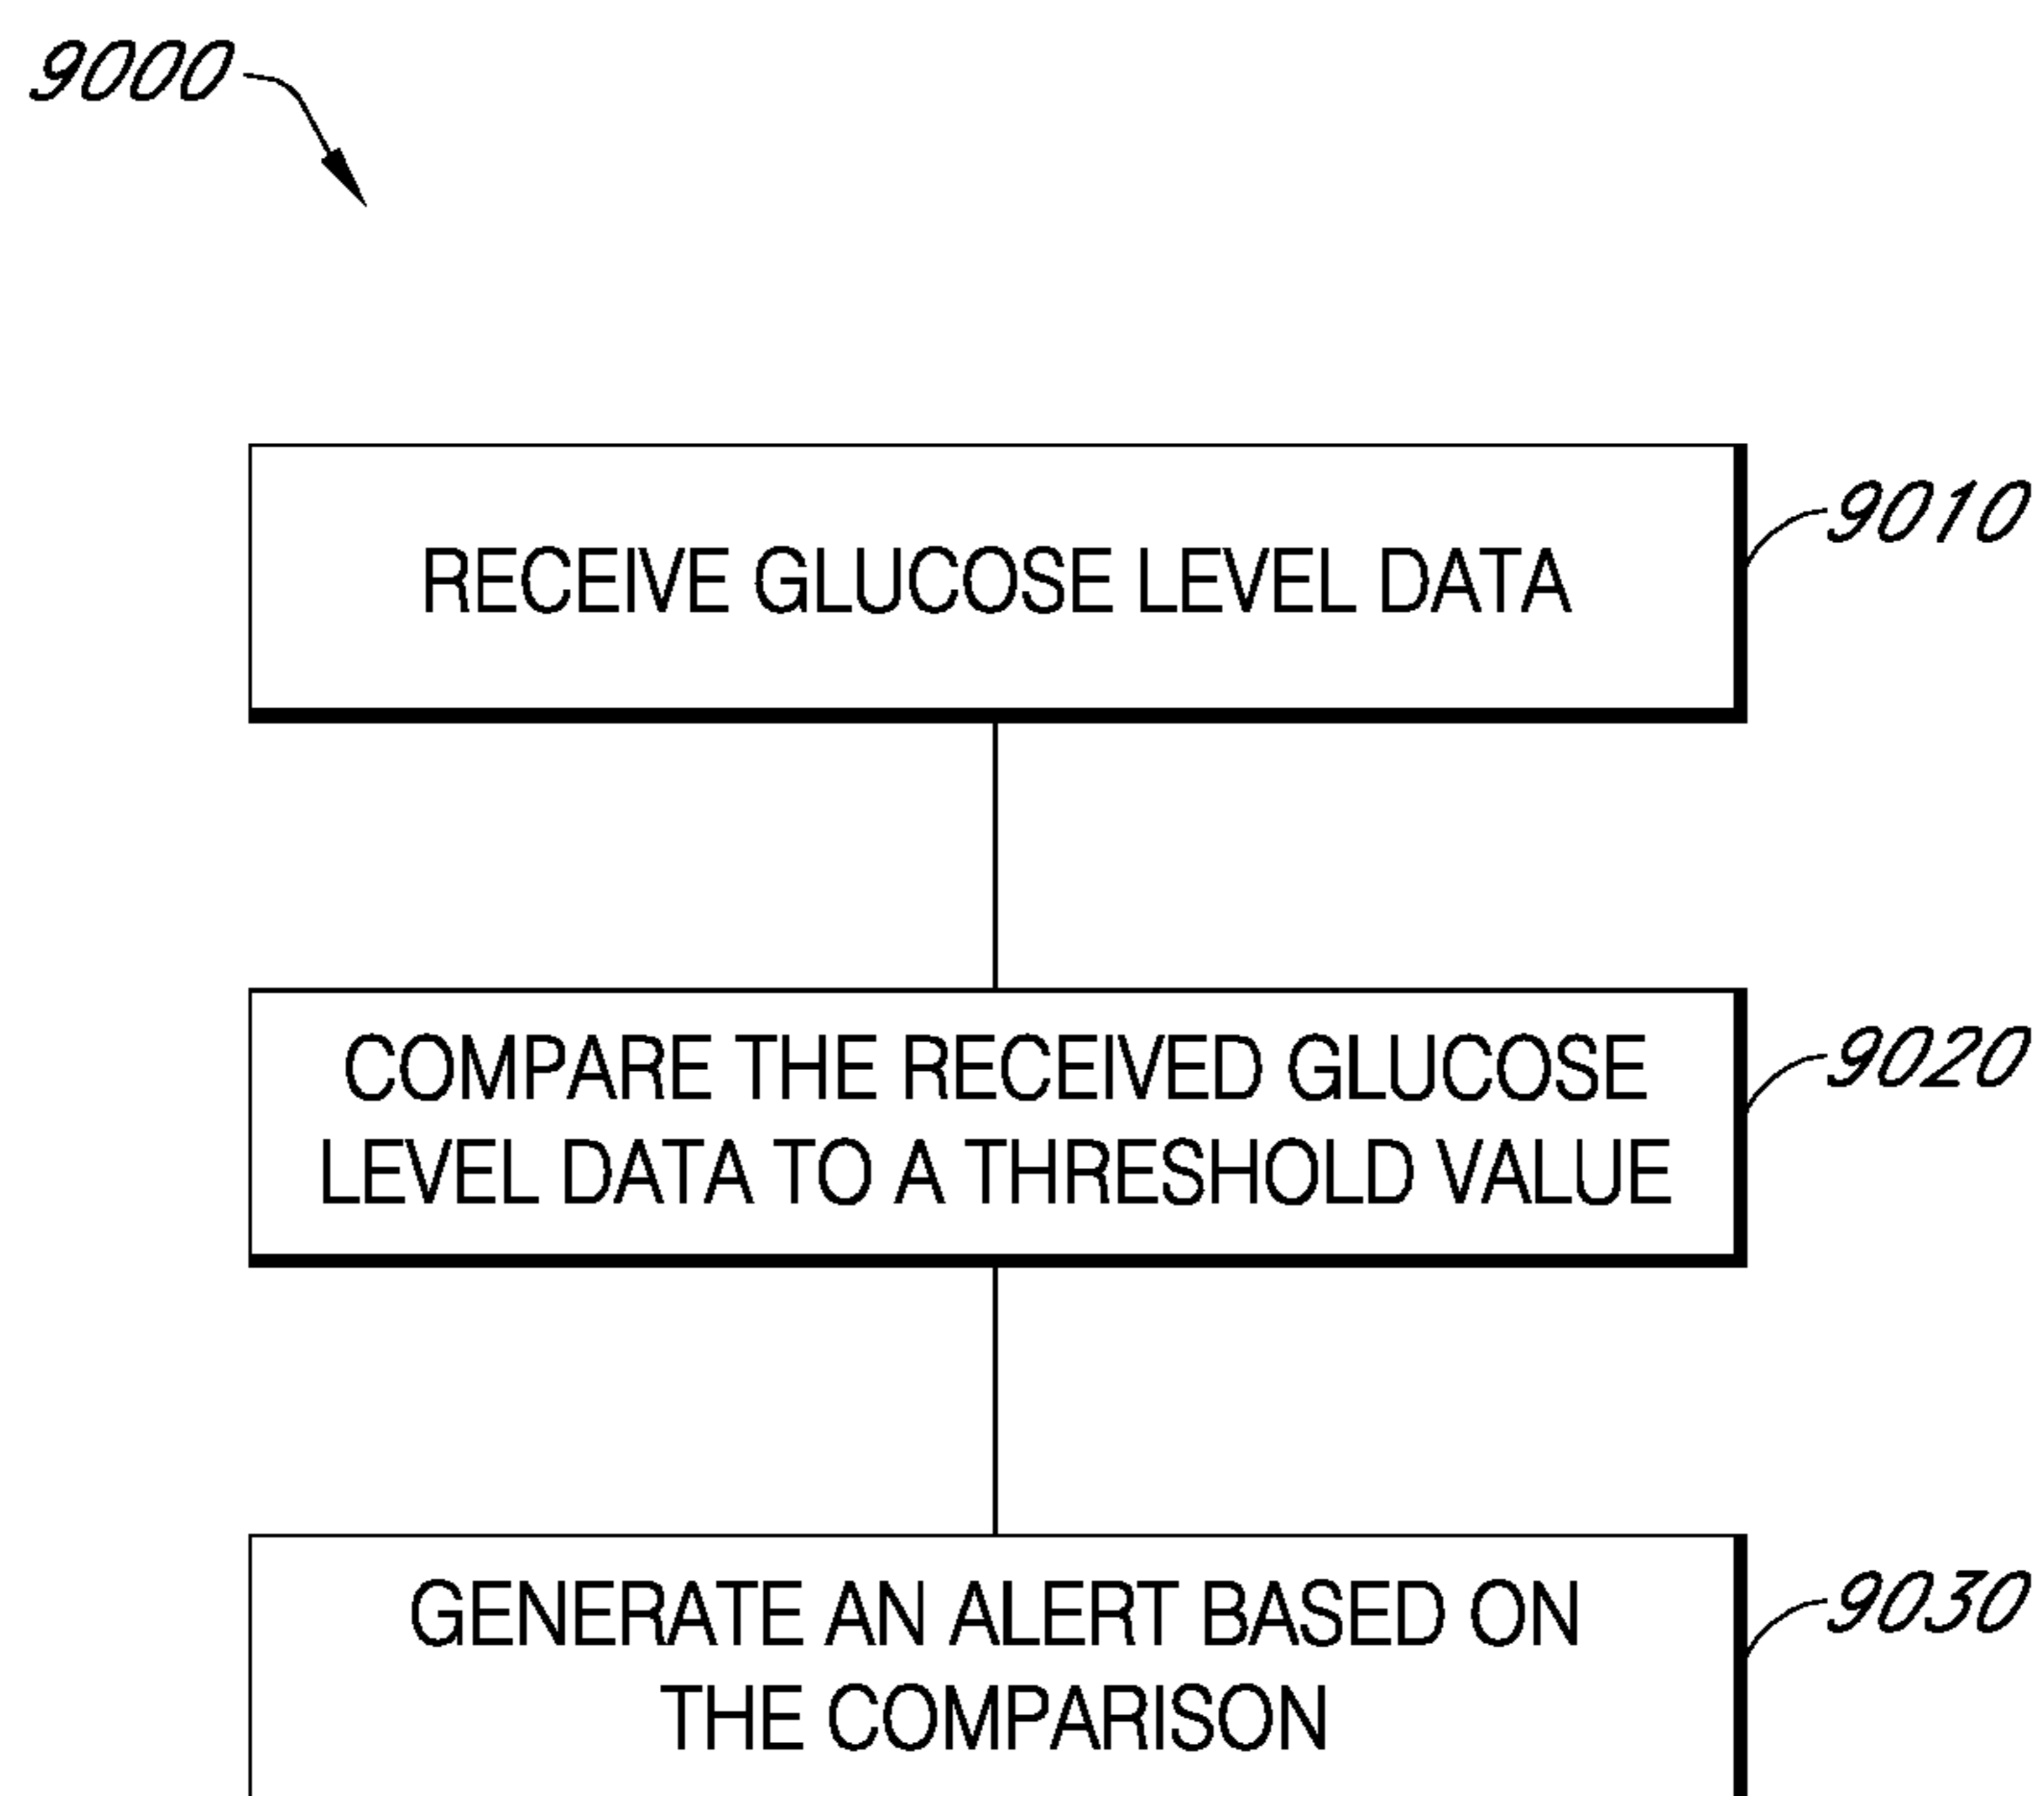 9000
RECEIVE GLUCOSE LEVEL DATA
9010
COMPARE THE RECEIVED GLUCOSE
LEVEL DATA TO A THRESHOLD VALUE
9020
GENERATE AN ALERT BASED ON
THE COMPARISON
9030